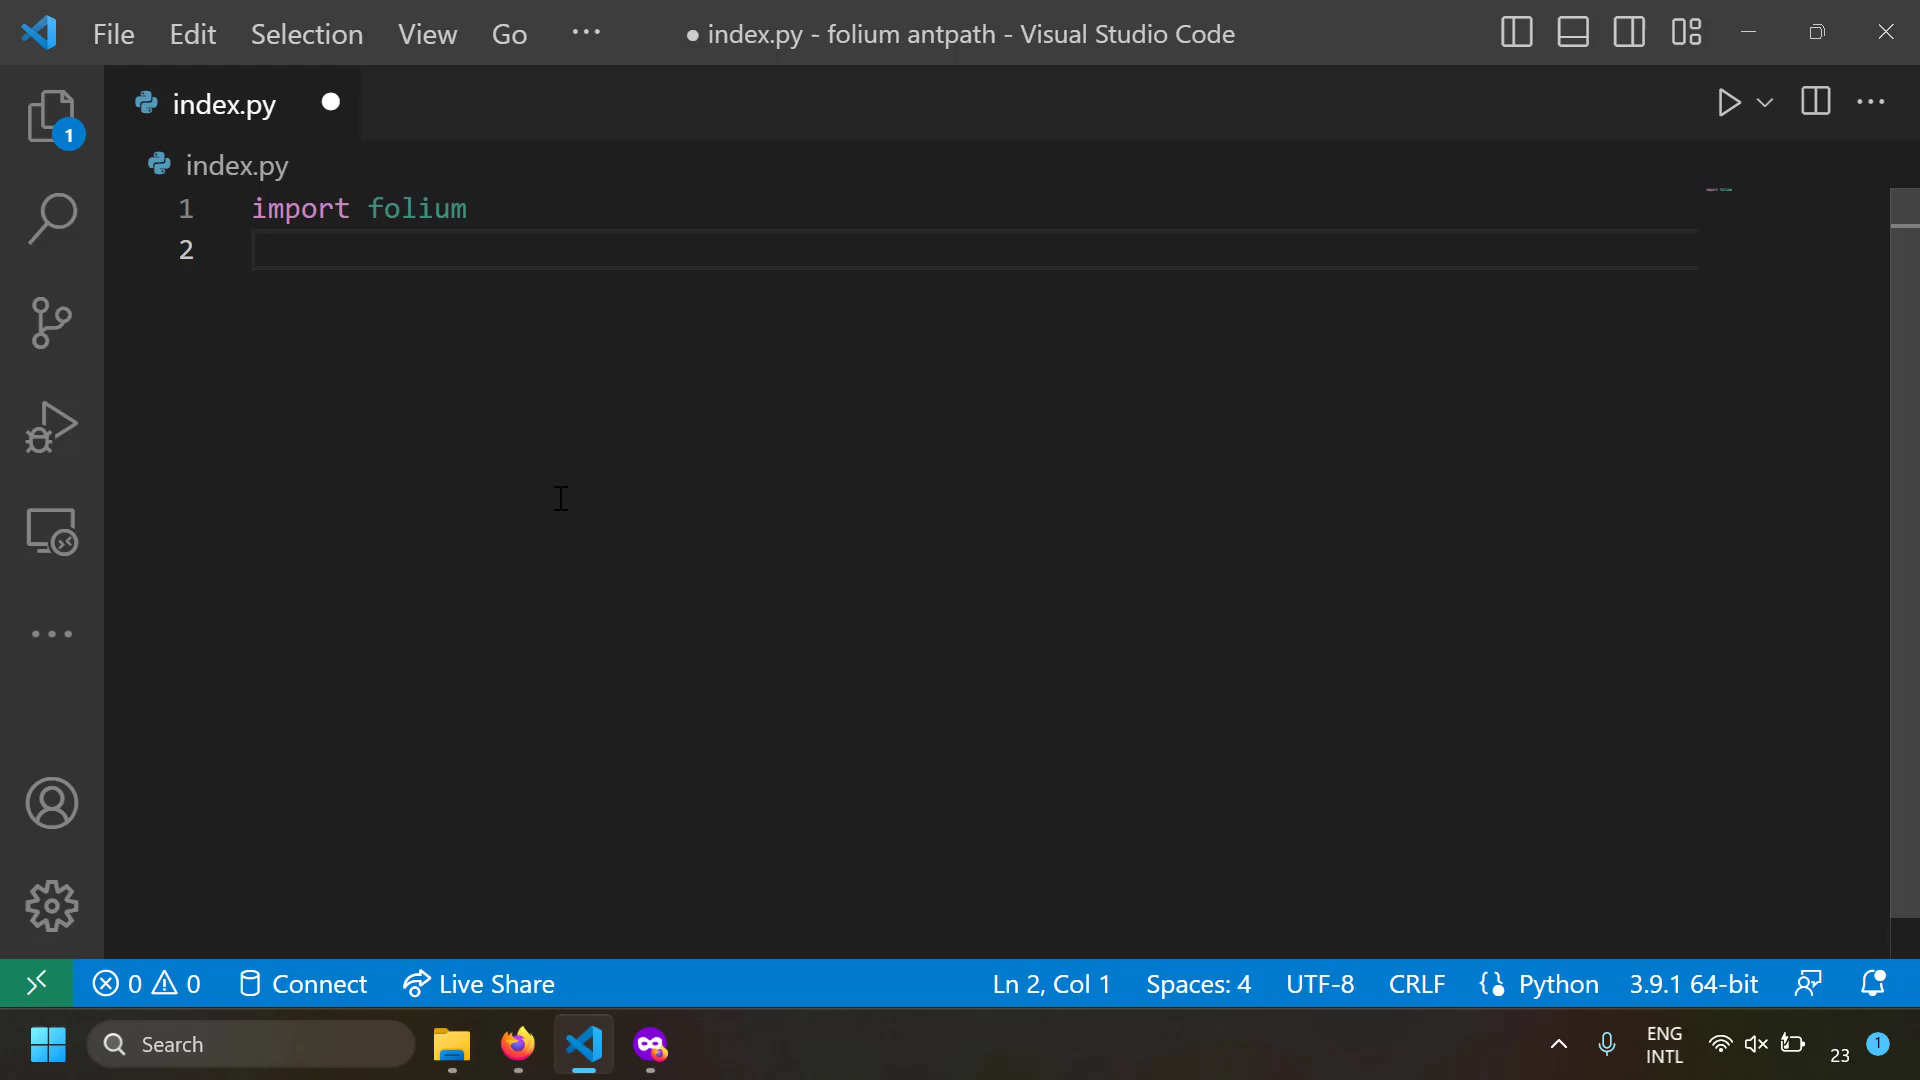 File Edit Selection View Go ··· ● index.py - folium antpath - Visual Studio Code
index.py
1
index.py
1 import folium
2
0 0 Connect Live Share Ln 2, Col 1 Spaces: 4 UTF-8 CRLF Python 3.9.1 64-bit
Search ENG 23 1
INTL